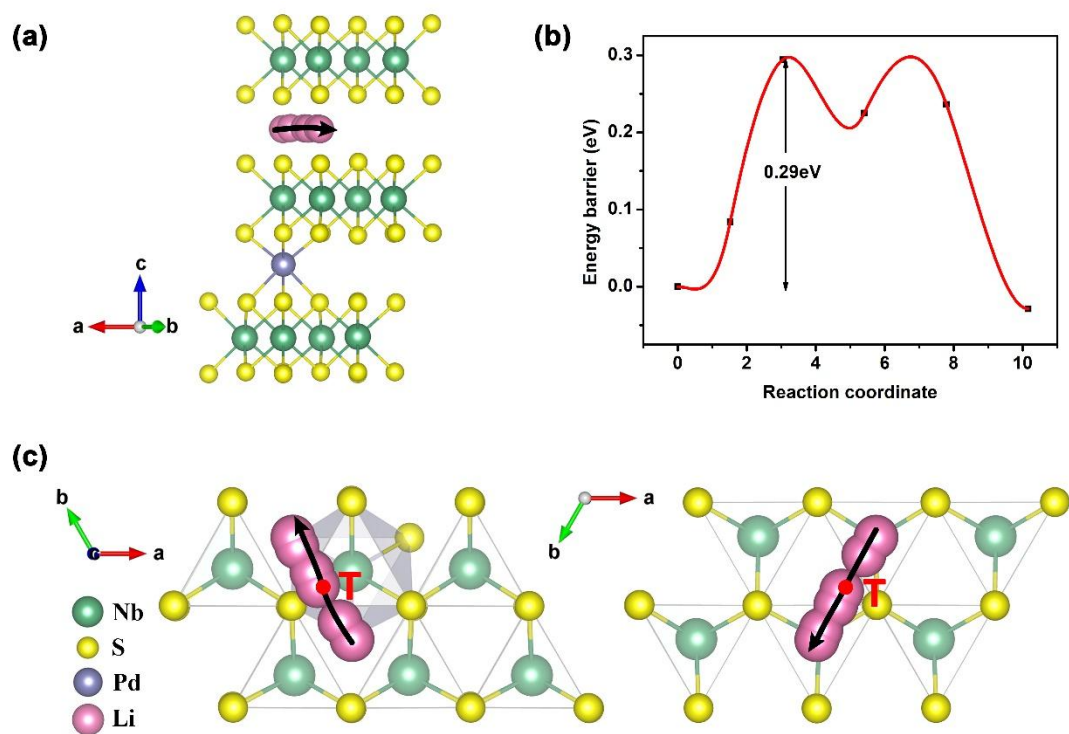 (a)
c
a
b
(b)
Energy barrier (eV)
0.3
0.2
0.1
0.0
0.29eV
0
2
4
6
8
10
Reaction coordinate
(c)
b
c
a
T
Nb
S
Pd
Li
a
b
T